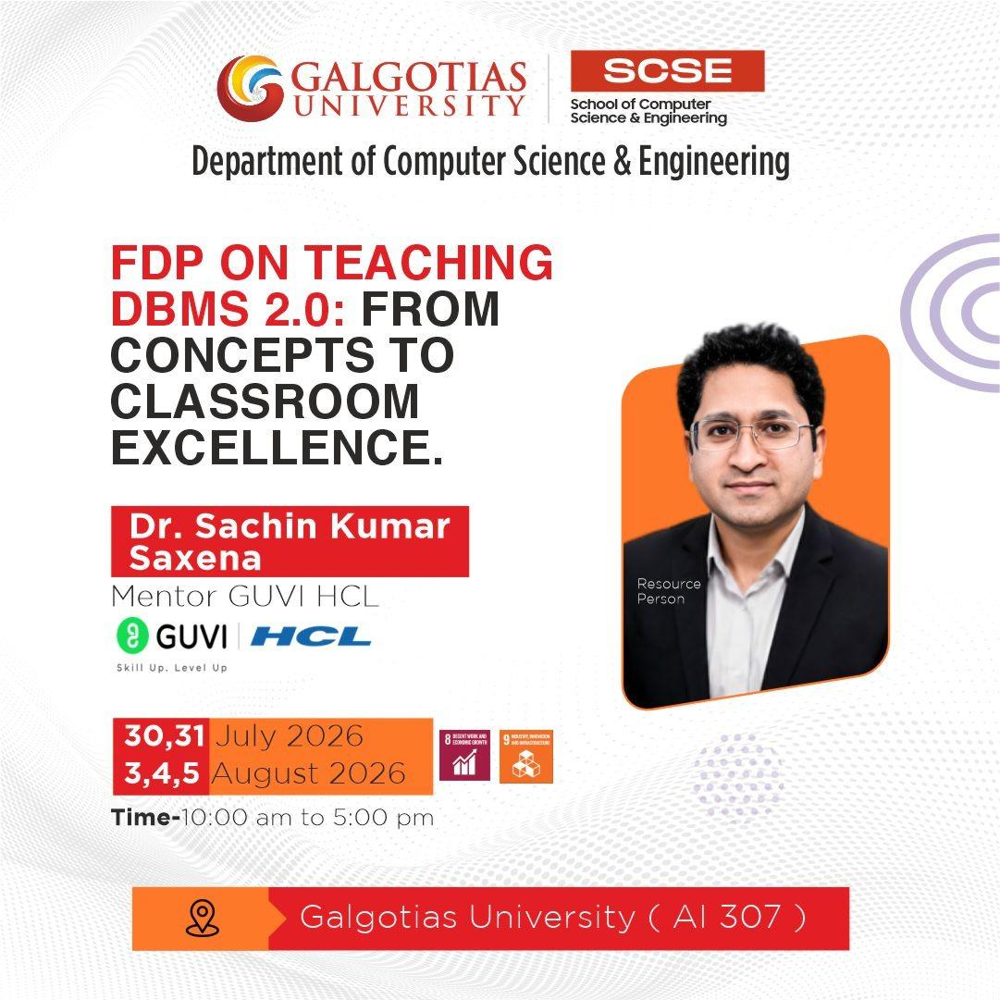 GALGOTIAS
UNIVERSITY
SCSE
School of Computer
Science & Engineering
Department of Computer Science & Engineering
FDP ON TEACHING
DBMS 2.0: FROM
CONCEPTS TO
CLASSROOM
EXCELLENCE.
Dr. Sachin Kumar
Saxena
Mentor GUVI HCL
GUVI
HCL
Skill Up. Level Up
Resource
Person
30,31 July 2026
3,4,5 August 2026
8 DECENT WORK AND
ECONOMIC GROWTH
9 INDUSTRY, INNOVATION
AND INFRASTRUCTURE
Time-10:00 am to 5:00 pm
Galgotias University ( AI 307 )